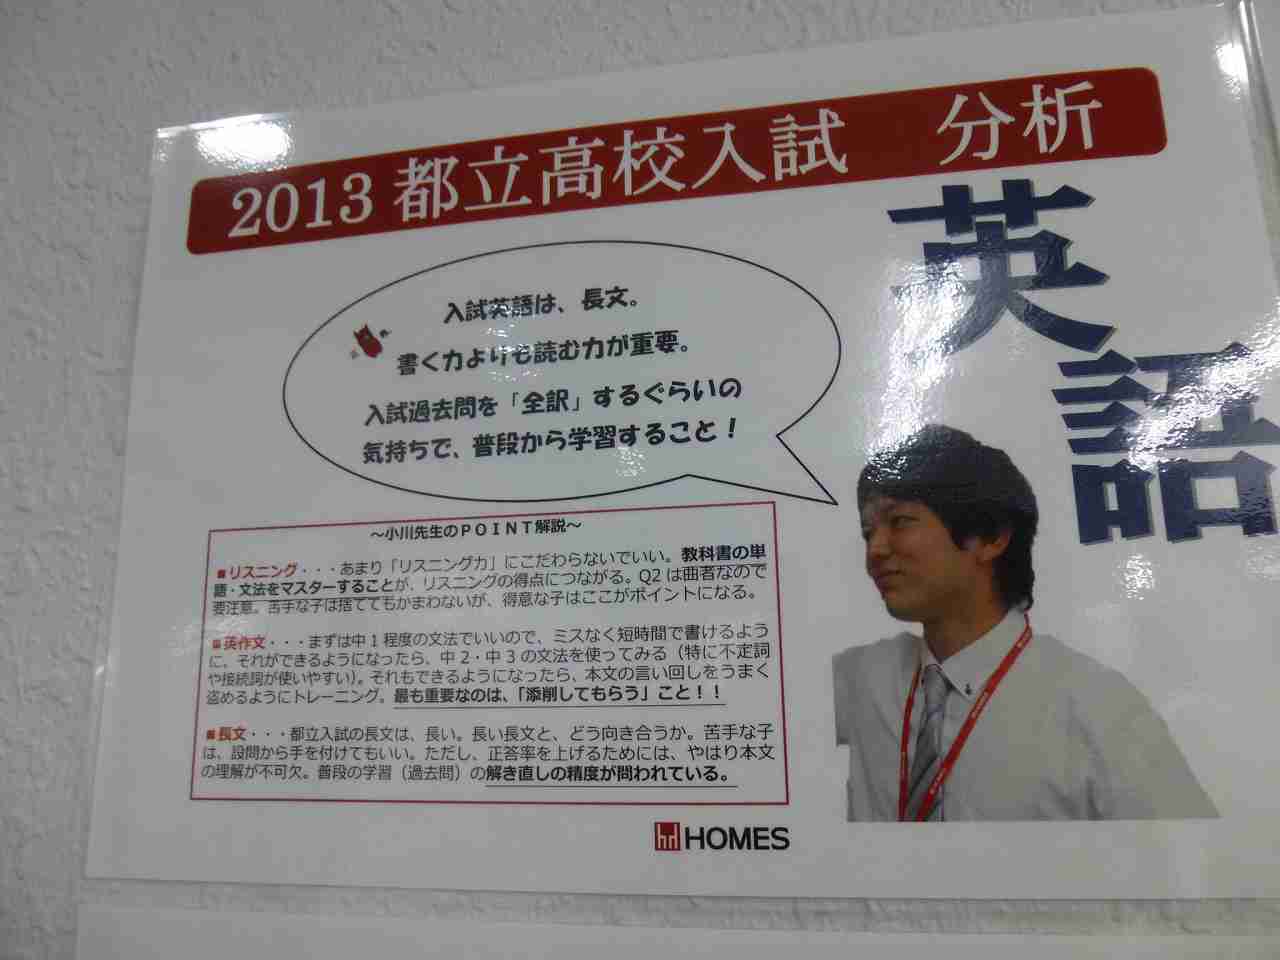 2013 都立高校入試　分析
英語
入試英語は、長文。
書く力よりも読む力が重要。
入試過去問を「全訳」するぐらいの
気持ちで、普段から学習すること！
～小川先生のＰＯＩＮＴ解説～
■リスニング・・・あまり「リスニング力」にこだわらないでいい。教科書の単
語・文法をマスターすることが、リスニングの得点につながる。Q2 は曲者なので
要注意。苦手な子は捨ててもかまわないが、得意な子はここがポイントになる。
■英作文・・・まずは中１程度の文法でいいので、ミスなく短時間で書けるよう
に。それができるようになったら、中２・中３の文法を使ってみる（特に不定詞
や接続詞が使いやすい）。それもできるようになったら、本文の言い回しをうまく
盗めるようにトレーニング。最も重要なのは、「添削してもらう」こと！！
■長文・・・都立入試の長文は、長い。長い長文と、どう向き合うか。苦手な子
は、設問から手を付けてもいい。ただし、正答率を上げるためには、やはり本文
の理解が不可欠。普段の学習（過去問）の解き直しの精度が問われている。
HOMES